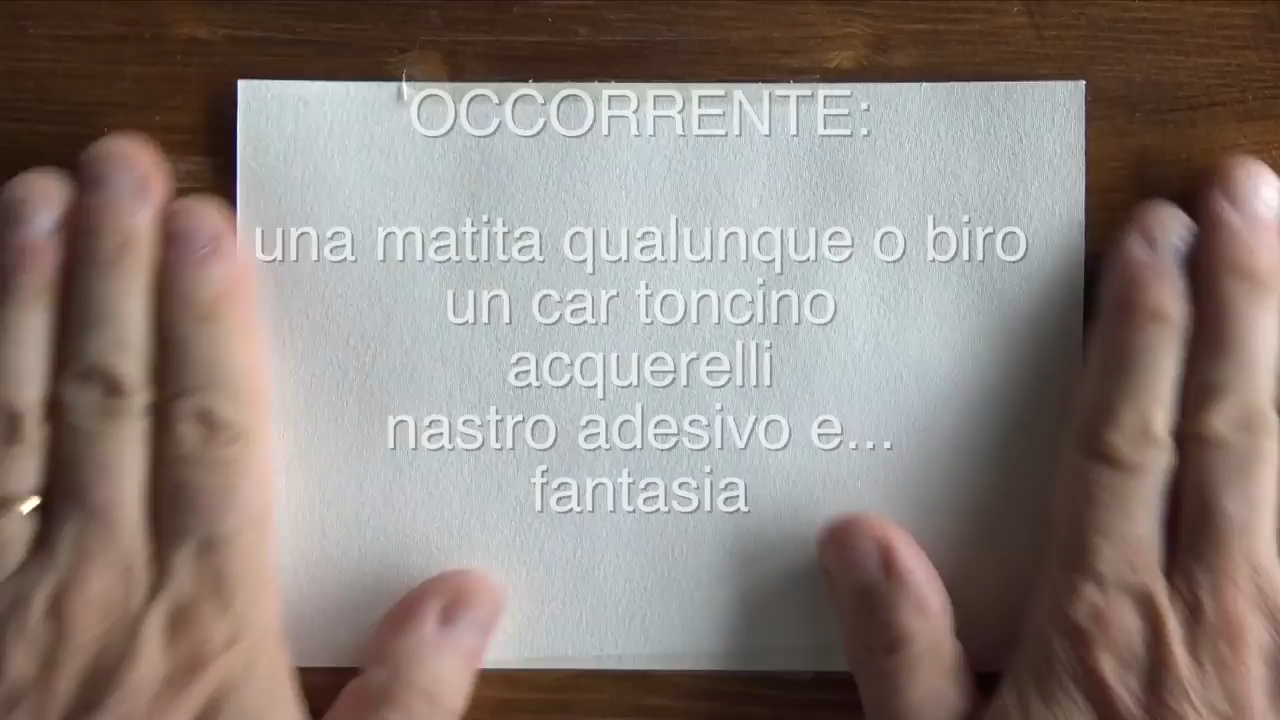 OCCORRENTE:
una matita qualunque o biro
un car toncino
acquerelli
nastro adesivo e...
fantasia